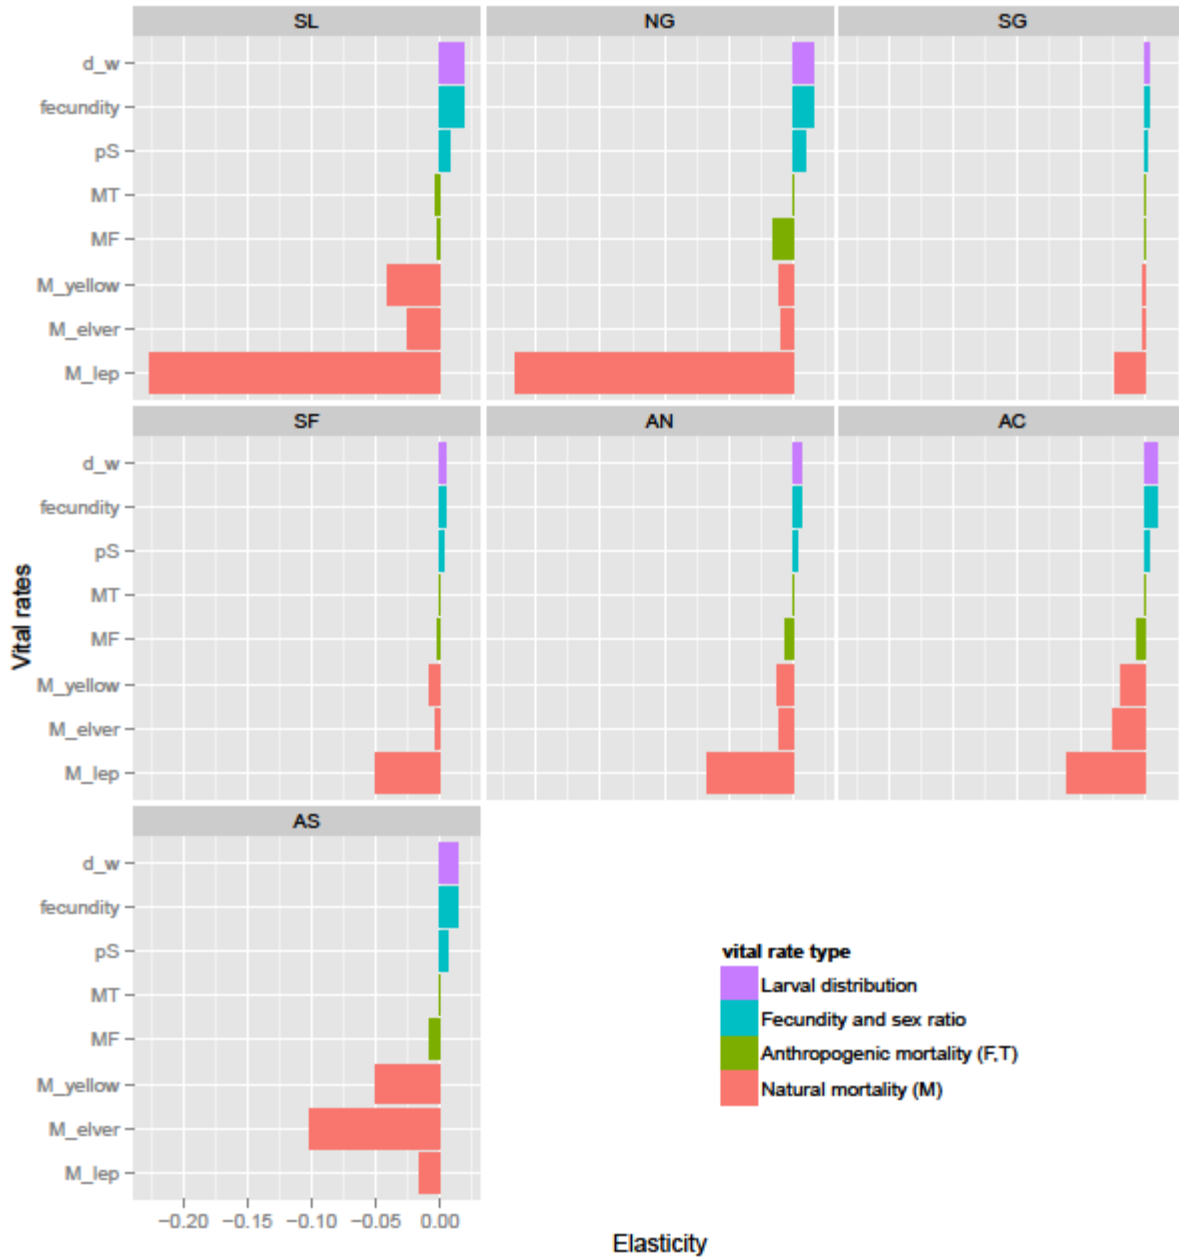 SL NG SG
d_w
fecundity
pS
MT
MF
M_yellow
M_elver
M_lep
SF AN AC
d_w
fecundity
pS
MT
MF
M_yellow
M_elver
M_lep
Vital rates
AS
d_w
fecundity
pS
MT
MF
M_yellow
M_elver
M_lep
−0.20 −0.15 −0.10 −0.05 0.00
Elasticity
vital rate type
Larval distribution
Fecundity and sex ratio
Anthropogenic mortality (F,T)
Natural mortality (M)